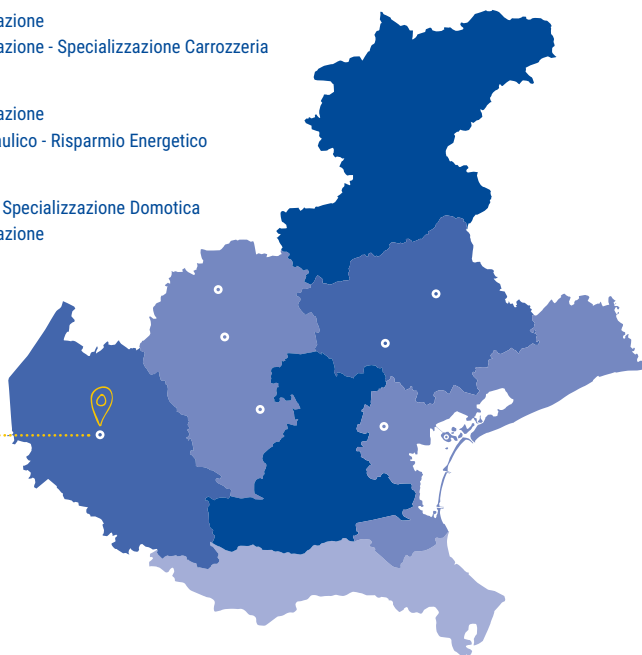 azione
azione - Specializzazione Carrozzeria
azione
aulico - Risparmio Energetico
Specializzazione Domotica
azione